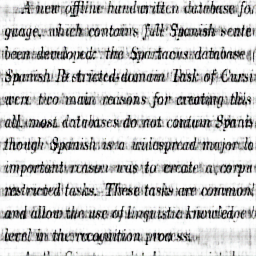 A new offline handwritten database fo
guage, which contains full Spanish sente
been developed: the Spartacus database
Spanish Restricted-domain Task of Cursi
were two main reasons for creating this
all, most databases do not contain Spanis
though Spanish is a widespread major la
important reason was to create a corpu
restricted tasks. These tasks are common
and allow the use of linguistic knowledge
level in the recognition process.